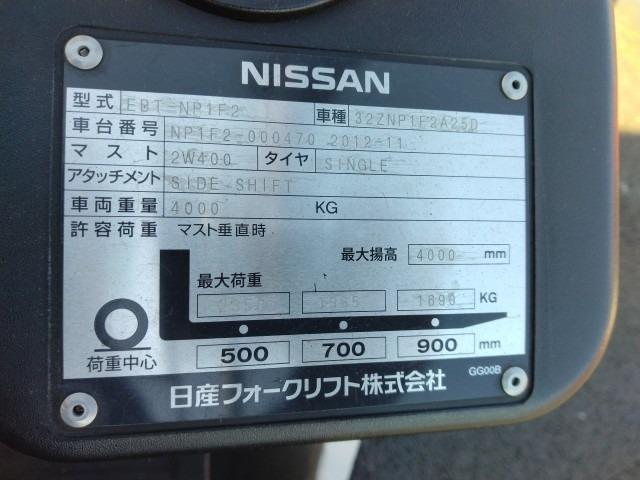 NISSAN
型式 EBT-NP1F2 車種 32ZNP1F2A25D
車台番号 NP1F2-000470 2012-11
マスト 2W400 タイヤ SINGLE
アタッチメント SIDE SHIFT
車両重量 4000 KG
許容荷重 マスト垂直時
最大揚高 4000 mm
最大荷重
1690 KG
荷重中心 500 700 900 mm
日産フォークリフト株式会社 GG00B